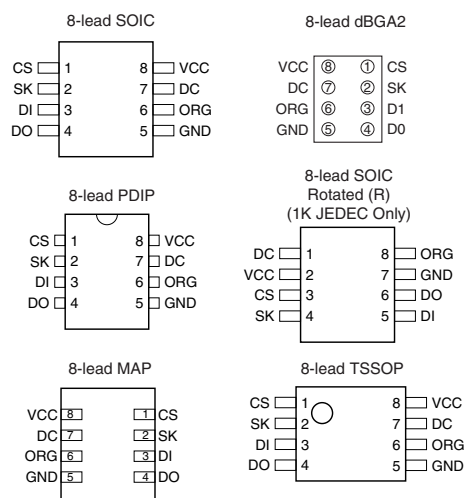 8-lead SOIC
CS 1 8 VCC
SK 2 7 DC
DI 3 6 ORG
DO 4 5 GND
8-lead dBGA2
VCC 8 1 CS
DC 7 2 SK
ORG 6 3 D1
GND 5 4 D0
8-lead PDIP
CS 1 8 VCC
SK 2 7 DC
DI 3 6 ORG
DO 4 5 GND
8-lead SOIC
Rotated (R)
(1K JEDEC Only)
DC 1 8 ORG
VCC 2 7 GND
CS 3 6 DO
SK 4 5 DI
8-lead MAP
VCC 8 1 CS
DC 7 2 SK
ORG 6 3 DI
GND 5 4 DO
8-lead TSSOP
CS 1 8 VCC
SK 2 7 DC
DI 3 6 ORG
DO 4 5 GND